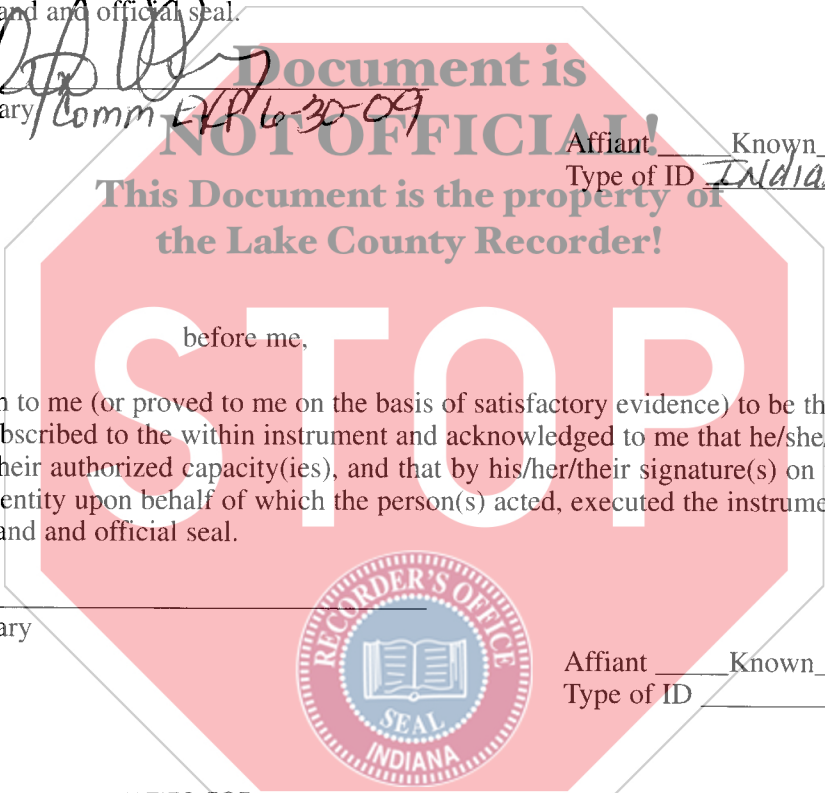 and and official seal.
Document is
ary Comm EXP 6-30-09
NOT OFFICIAL!
Affiant Known
Type of ID INdia
This Document is the property of
the Lake County Recorder!
STOP
before me,
n to me (or proved to me on the basis of satisfactory evidence) to be th
bscribed to the within instrument and acknowledged to me that he/she/
heir authorized capacity(ies), and that by his/her/their signature(s) on
entity upon behalf of which the person(s) acted, executed the instrume
and and official seal.
RECORDER'S OFFICE
SEAL
INDIANA
ary
Affiant Known
Type of ID